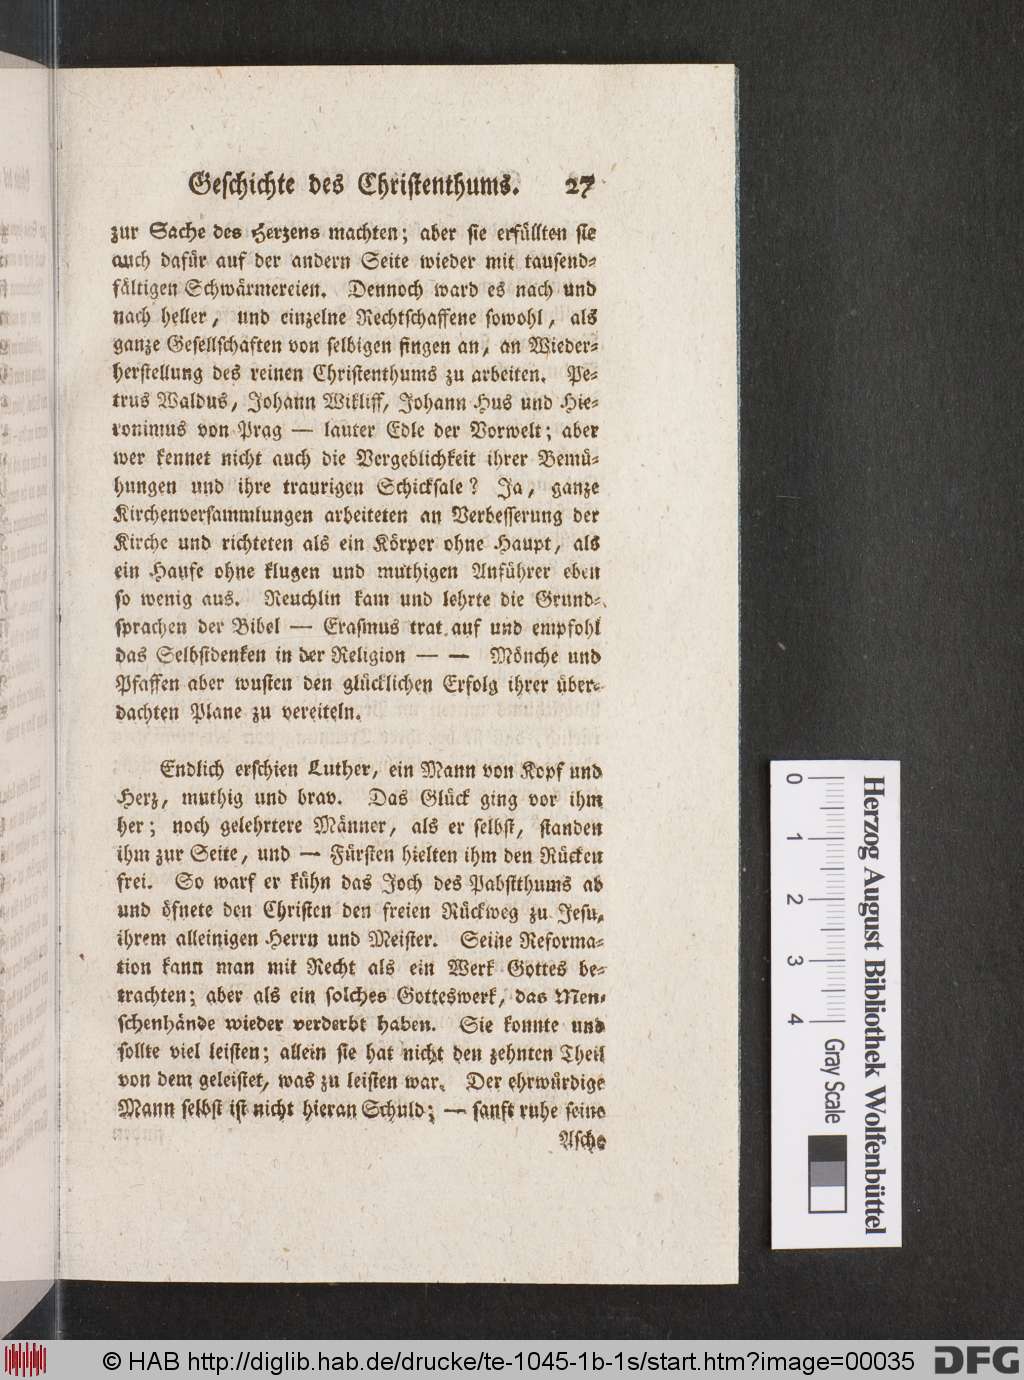 Geschichte des Christenthums. 27
zur Sache des Herzens machten; aber sie erfüllten sie
auch dafür auf der andern Seite wieder mit tausend-
fältigen Schwärmereien. Dennoch ward es nach und
nach heller, und einzelne Rechtschaffene sowohl, als
ganze Gesellschaften von selbigen fingen an, an Wieder-
herstellung des reinen Christenthums zu arbeiten. Pe-
trus Waldus, Johann Wikliff, Johann Hus und Hie-
ronimus von Prag — lauter Edle der Vorwelt; aber
wer kennet nicht auch die Vergeblichkeit ihrer Bemü-
hungen und ihre traurigen Schicksale? Ja, ganze
Kirchenversammlungen arbeiteten an Verbesserung der
Kirche und richteten als ein Körper ohne Haupt, als
ein Haufe ohne klugen und muthigen Anführer eben
so wenig aus. Reuchlin kam und lehrte die Grund-
sprachen der Bibel — Erasmus trat auf und empfohl
das Selbstdenken in der Religion — — Mönche und
Pfaffen aber wusten den glücklichen Erfolg ihrer über-
dachten Plane zu vereiteln.
Endlich erschien Luther, ein Mann von Kopf und
Herz, muthig und brav. Das Glück ging vor ihm
her; noch gelehrtere Männer, als er selbst, standen
ihm zur Seite, und — Fürsten hielten ihm den Rücken
frei. So warf er kühn das Joch des Pabstthums ab
und öfnete den Christen den freien Rückweg zu Jesu,
ihrem alleinigen Herrn und Meister. Seine Reforma-
tion kann man mit Recht als ein Werk Gottes be-
trachten; aber als ein solches Gotteswerk, das Men-
schenhände wieder verderbt haben. Sie konnte und
sollte viel leisten; allein sie hat nicht den zehnten Theil
von dem geleistet, was zu leisten war. Der ehrwürdige
Mann selbst ist nicht hieran Schuld; — sanft ruhe seine
Asche
0 1 2 3 4 Gray Scale
Herzog August Bibliothek Wolfenbüttel
© HAB http://diglib.hab.de/drucke/te-1045-1b-1s/start.htm?image=00035
DFG